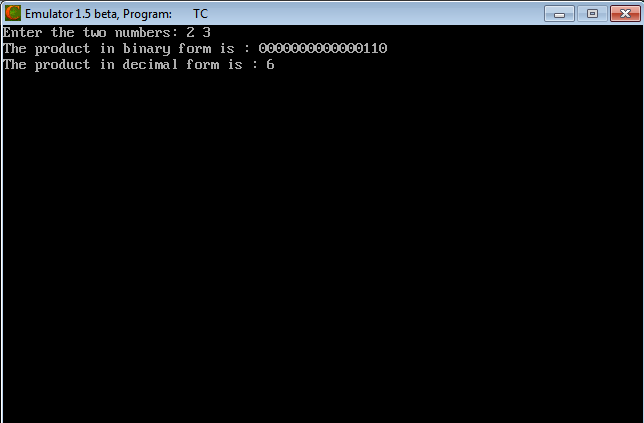 Emulator 1.5 beta, Program: TC
Enter the two numbers: 2 3
The product in binary form is : 0000000000000110
The product in decimal form is : 6